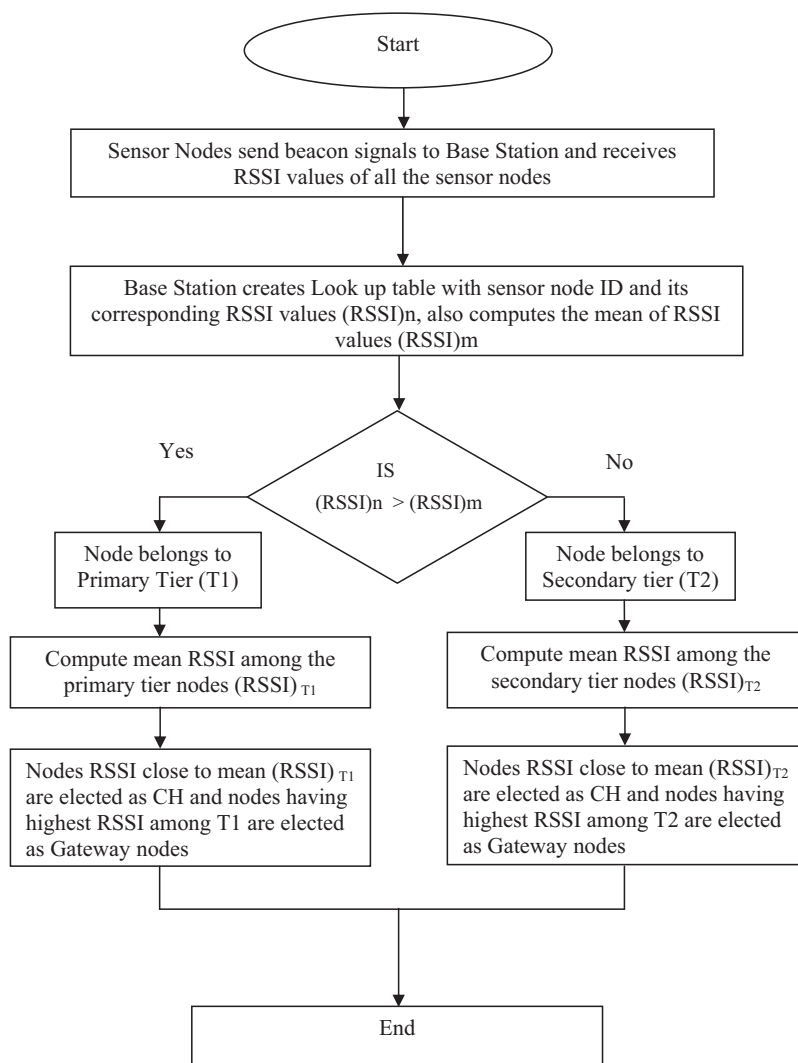 Start
Sensor Nodes send beacon signals to Base Station and receives
RSSI values of all the sensor nodes
Base Station creates Look up table with sensor node ID and its
corresponding RSSI values (RSSI)n, also computes the mean of RSSI
values (RSSI)m
Yes
IS
(RSSI)n > (RSSI)m
No
Node belongs to
Primary Tier (T1)
Node belongs to
Secondary tier (T2)
Compute mean RSSI among the
primary tier nodes (RSSI) T1
Compute mean RSSI among the
secondary tier nodes (RSSI)T2
Nodes RSSI close to mean (RSSI) T1
are elected as CH and nodes having
highest RSSI among T1 are elected
as Gateway nodes
Nodes RSSI close to mean (RSSI)T2
are elected as CH and nodes having
highest RSSI among T2 are elected
as Gateway nodes
End